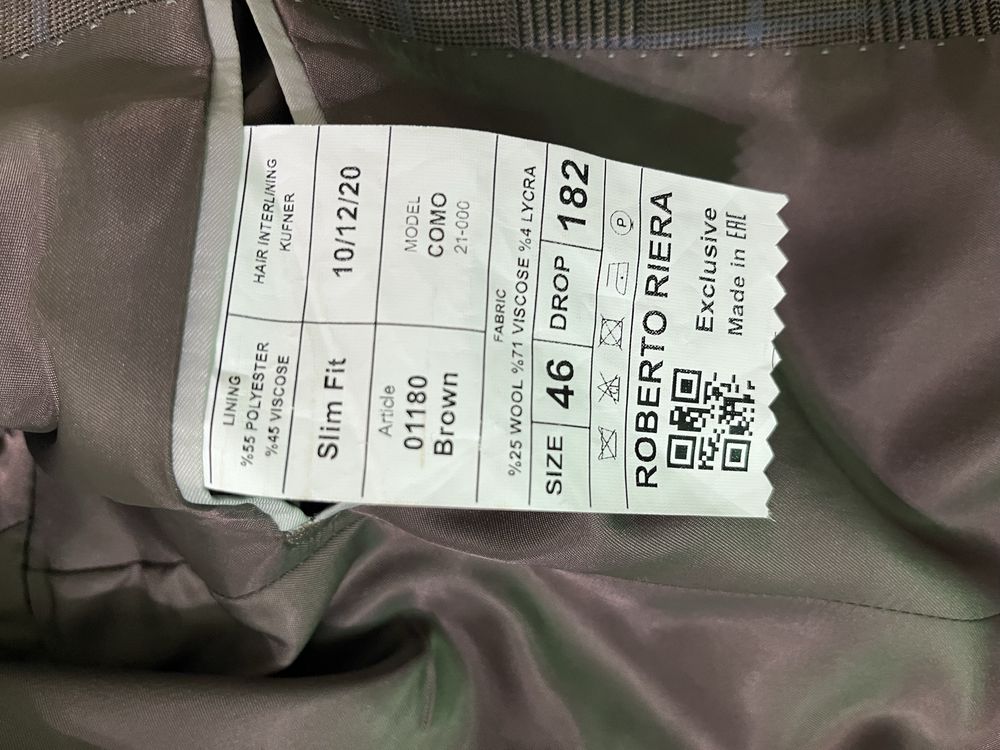 LINING
%55 POLYESTER
%45 VISCOSE
HAIR INTERLINING
KUFNER
Slim Fit
10/12/20
Article
01180
Brown
MODEL
COMO
21-000
FABRIC
%25 WOOL %71 VISCOSE %4 LYCRA
SIZE 46 DROP 182
P
ROBERTO RIERA
Exclusive
Made in EAC